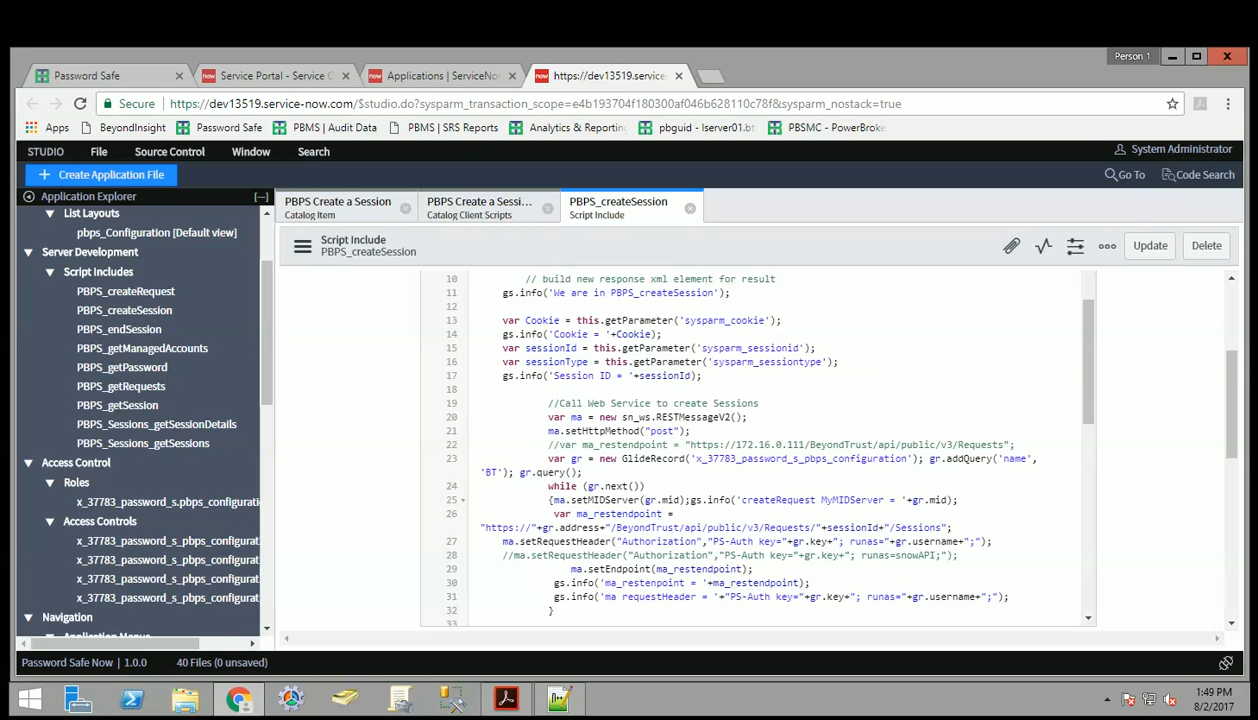 Person 1
Password Safe
Service Portal - Service C
Applications | ServiceNo
https://dev13519.service-
Secure
https://dev13519.service-now.com/$studio.do?sysparm_transaction_scope=e4b193704f180300af046b628110c78f&sysparm_nostack=true
Apps
BeyondInsight
Password Safe
PBMS | Audit Data
PBMS | SRS Reports
Analytics & Reporting
pbguid - Iserver01.bt
PBSMC - PowerBroke
STUDIO File Source Control Window Search
System Administrator
+ Create Application File
Go To
Code Search
Application Explorer
[—]
List Layouts
pbps_Configuration [Default view]
Server Development
Script Includes
PBPS_createRequest
PBPS_createSession
PBPS_endSession
PBPS_getManagedAccounts
PBPS_getPassword
PBPS_getRequests
PBPS_getSession
PBPS_Sessions_getSessionDetails
PBPS_Sessions_getSessions
Access Control
Roles
x_37783_password_s.pbps_configurati
Access Controls
x_37783_password_s_pbps_configurat
x_37783_password_s_pbps_configurat
x_37783_password_s_pbps_configurat
x_37783_password_s_pbps_configurat
Navigation
Application Menus
PBPS Create a Session
Catalog Item
PBPS Create a Sessi...
Catalog Client Scripts
PBPS_createSession
Script Include
Script Include
PBPS_createSession
Update
Delete
10 // build new response xml element for result
11 gs.info('We are in PBPS_createSession');
12
13 var Cookie = this.getParameter('sysparm_cookie');
14 gs.info('Cookie = '+Cookie);
15 var sessionId = this.getParameter('sysparm_sessionid');
16 var sessionType = this.getParameter('sysparm_sessiontype');
17 gs.info('Session ID = '+sessionId);
18
19 //Call Web Service to create Sessions
20 var ma = new sn_ws.RESTMessageV2();
21 ma.setHttpMethod("post");
22 //var ma_restendpoint = "https://172.16.0.111/BeyondTrust/api/public/v3/Requests";
23 var gr = new GlideRecord('x_37783_password_s_pbps_configuration'); gr.addQuery('name',
'BT'); gr.query();
24 while (gr.next())
25 {ma.setMIDServer(gr.mid);gs.info('createRequest MyMIDServer = '+gr.mid);
26 var ma_restendpoint =
"https://"+gr.address+"/BeyondTrust/api/public/v3/Requests/"+sessionId+"/Sessions";
27 ma.setRequestHeader("Authorization","PS-Auth key="+gr.key+"; runas="+gr.username+";");
28 //ma.setRequestHeader("Authorization","PS-Auth key="+gr.key+"; runas=snowAPI;");
29 ma.setEndpoint(ma_restendpoint);
30 gs.info('ma_restenpoint = '+ma_restendpoint);
31 gs.info('ma requestHeader = '+"PS-Auth key="+gr.key+"; runas="+gr.username+";");
32 }
33
Password Safe Now | 1.0.0
40 Files (0 unsaved)
1:49 PM
8/2/2017